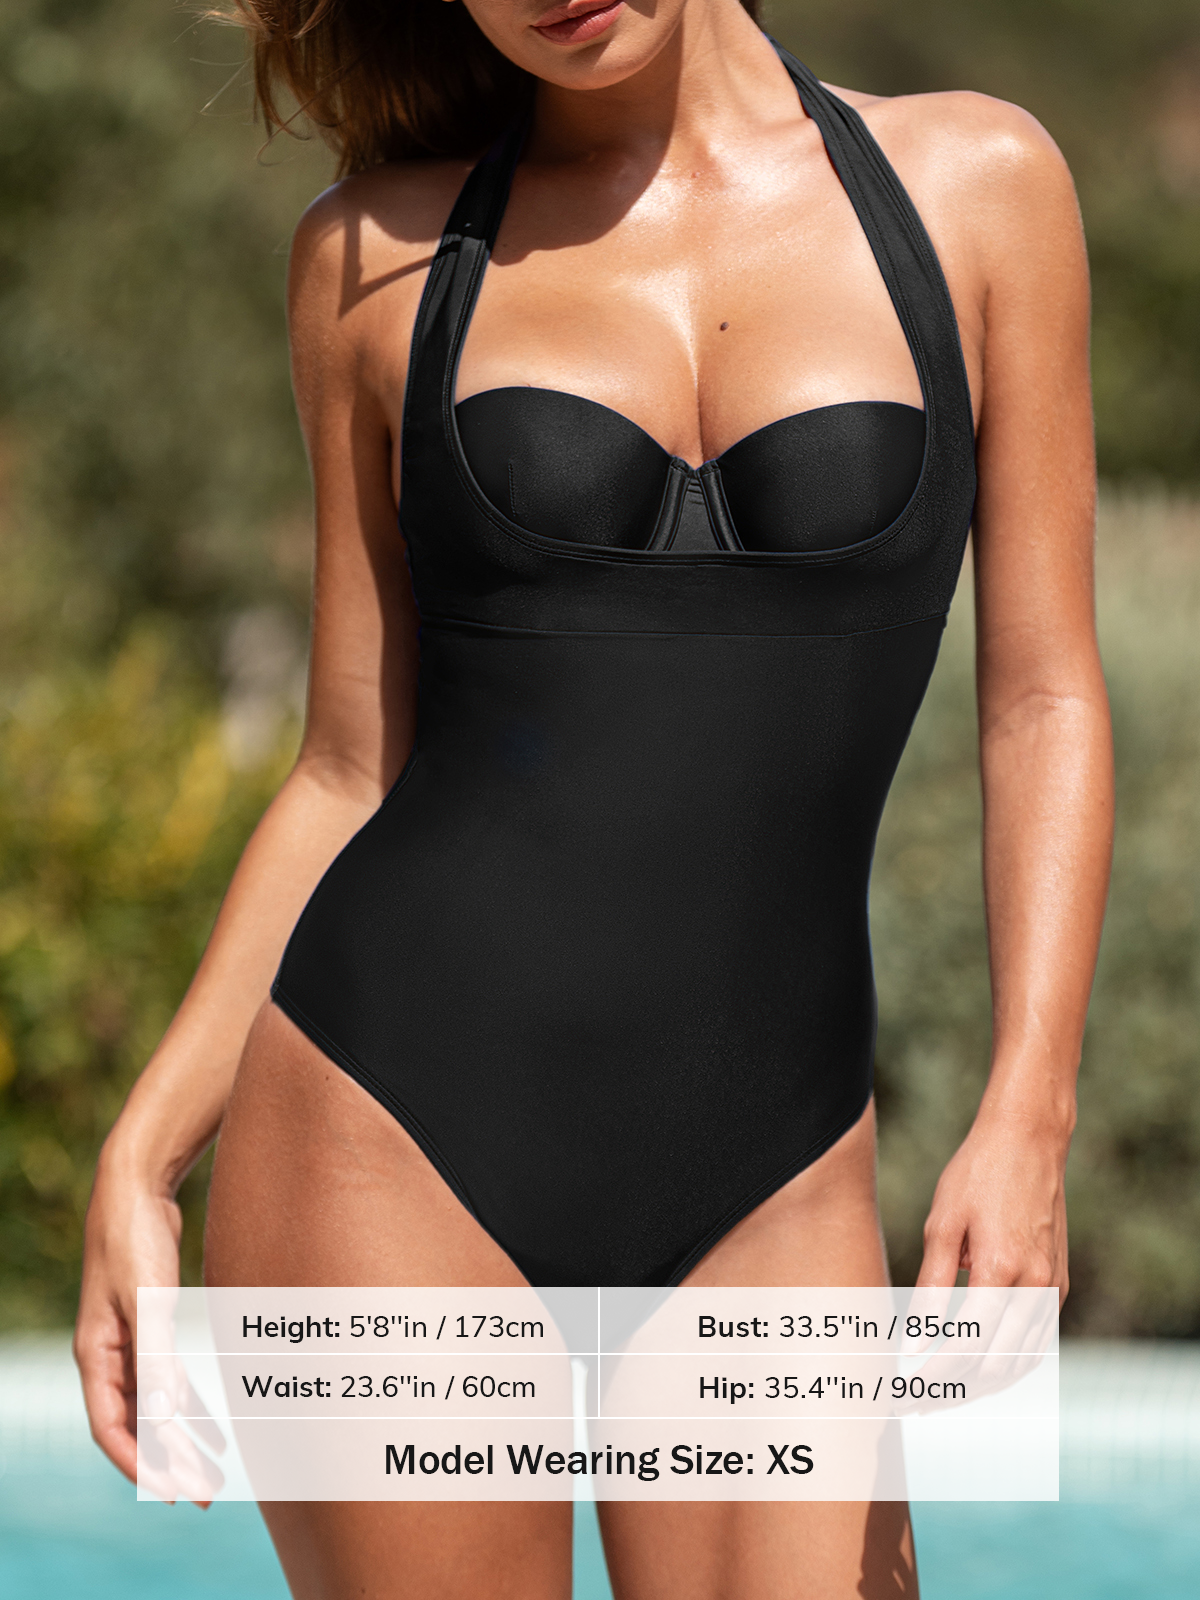 Height: 5'8''in / 173cm
Bust: 33.5''in / 85cm
Waist: 23.6''in / 60cm
Hip: 35.4''in / 90cm
Model Wearing Size: XS